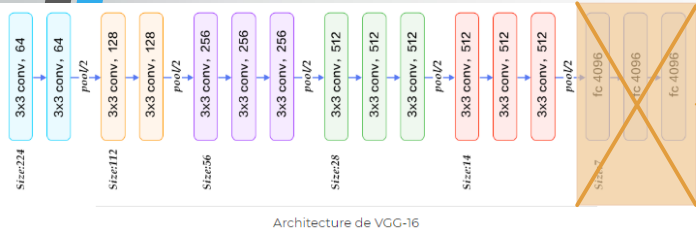 3x3 conv, 64
3x3 conv, 64
pool/2
3x3 conv, 128
3x3 conv, 128
pool/2
3x3 conv, 256
3x3 conv, 256
3x3 conv, 256
pool/2
3x3 conv, 512
3x3 conv, 512
3x3 conv, 512
pool/2
3x3 conv, 512
3x3 conv, 512
3x3 conv, 512
pool/2
fc 4096
fc 4096
fc 4096
Size:224
Size:112
Size:56
Size:28
Size:14
Size:7
Architecture de VGG-16